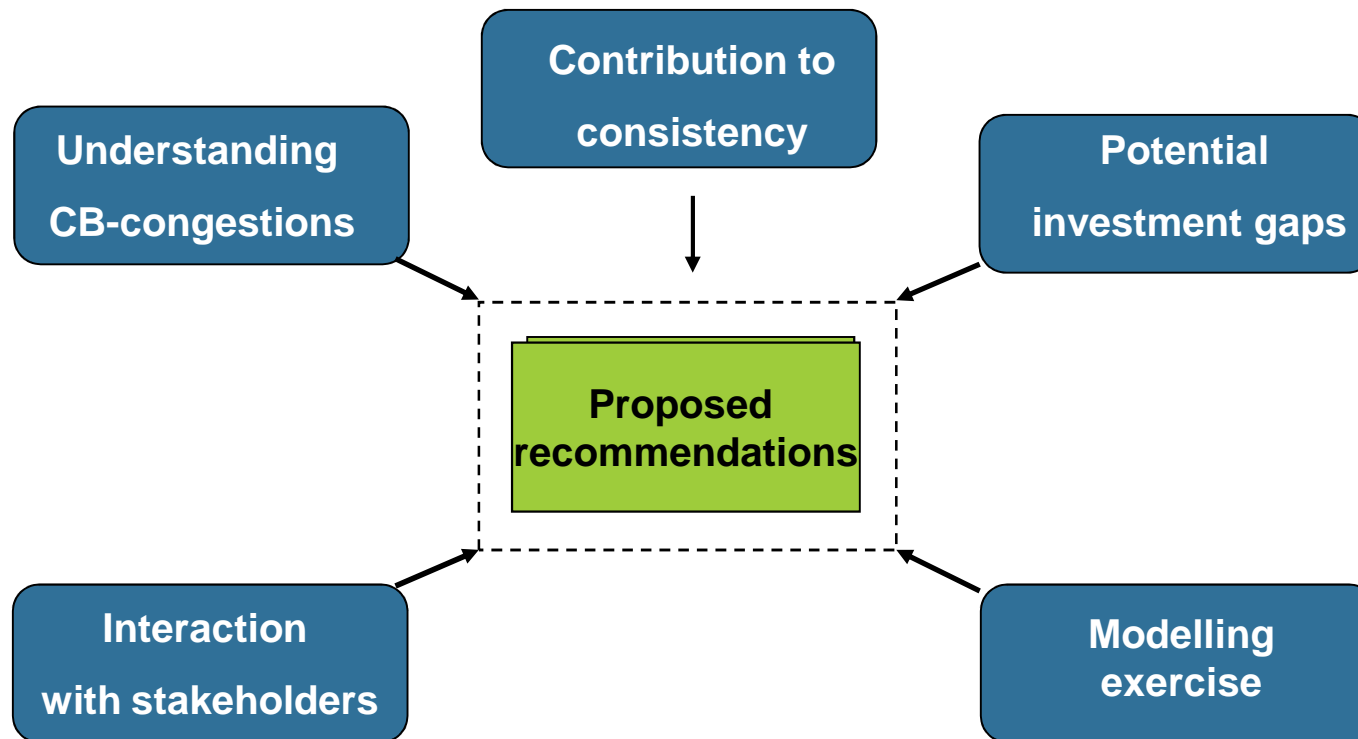 Contribution to
consistency
Understanding
CB-congestions
Potential
investment gaps
Proposed
recommendations
Interaction
with stakeholders
Modelling
exercise